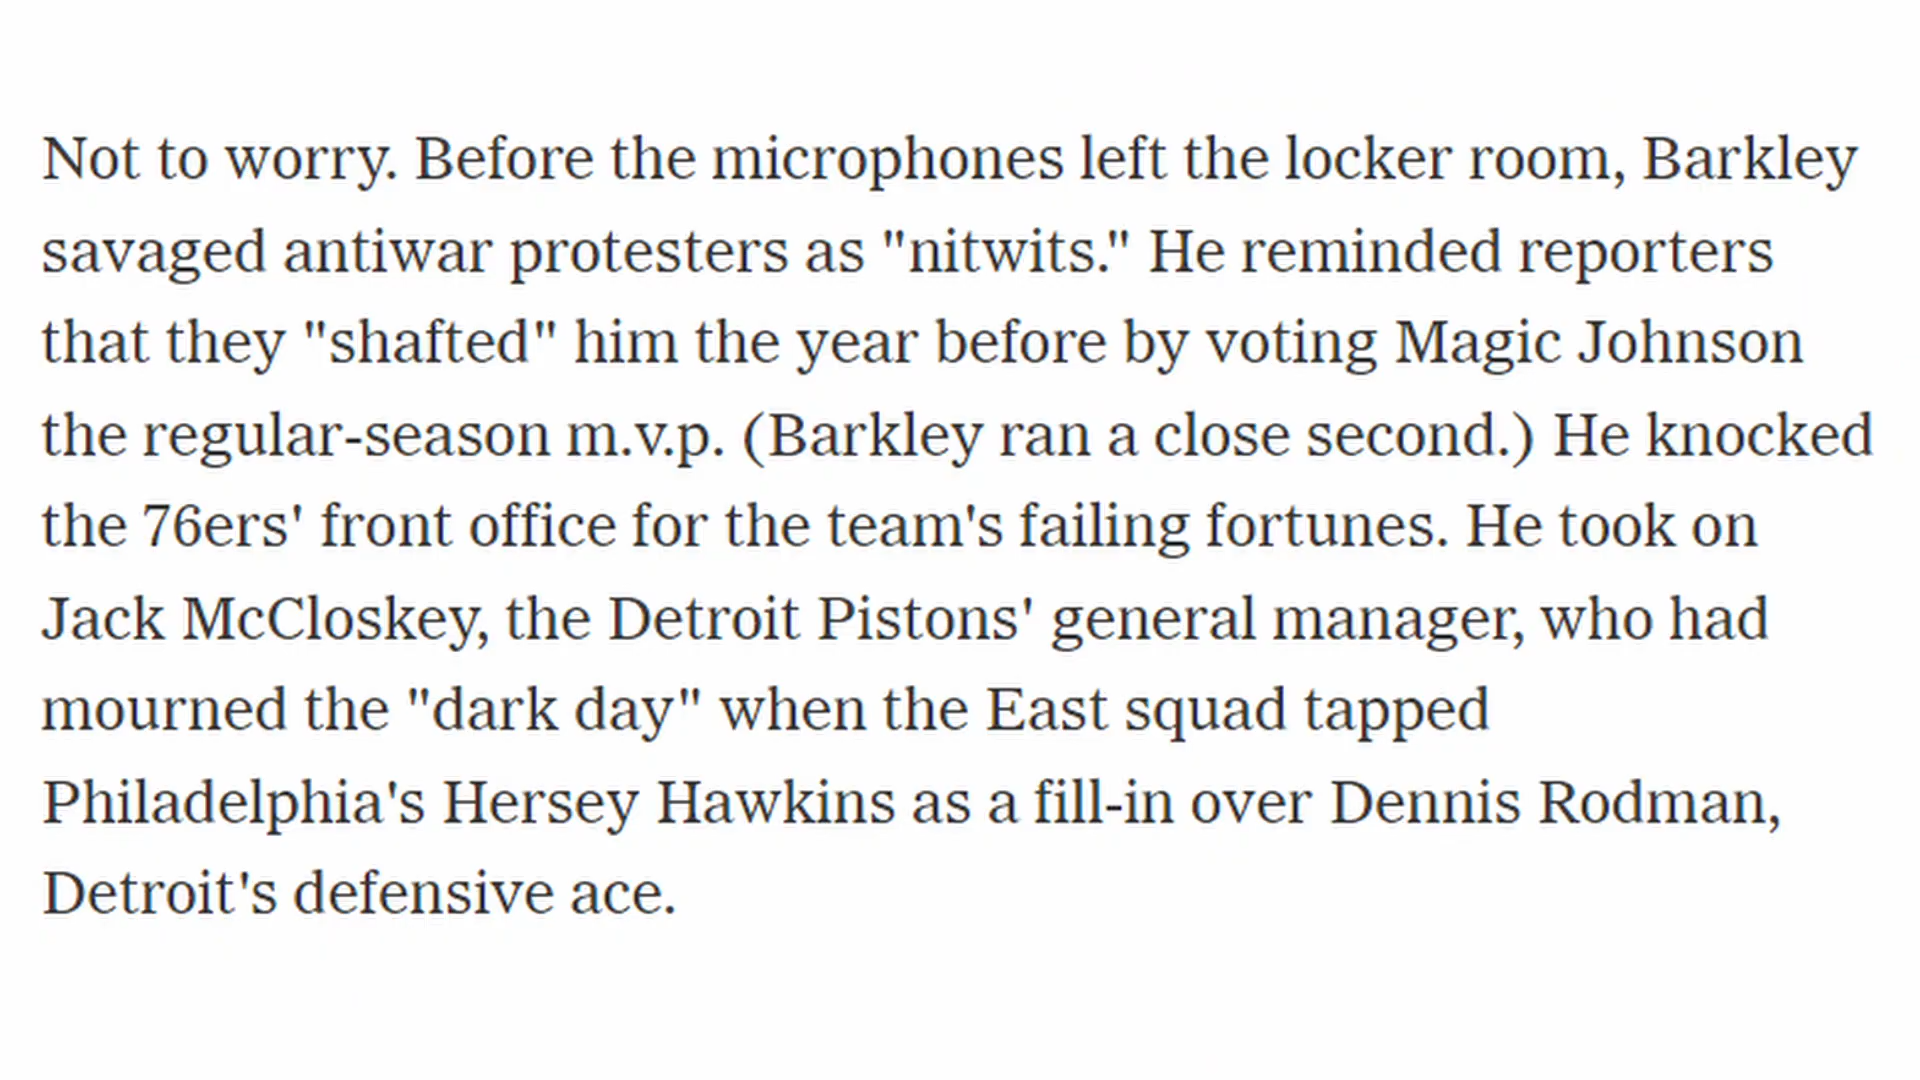 Not to worry. Before the microphones left the locker room, Barkley
savaged antiwar protesters as "nitwits." He reminded reporters
that they "shafted" him the year before by voting Magic Johnson
the regular-season m.v.p. (Barkley ran a close second.) He knocked
the 76ers' front office for the team's failing fortunes. He took on
Jack McCloskey, the Detroit Pistons' general manager, who had
mourned the "dark day" when the East squad tapped
Philadelphia's Hersey Hawkins as a fill-in over Dennis Rodman,
Detroit's defensive ace.